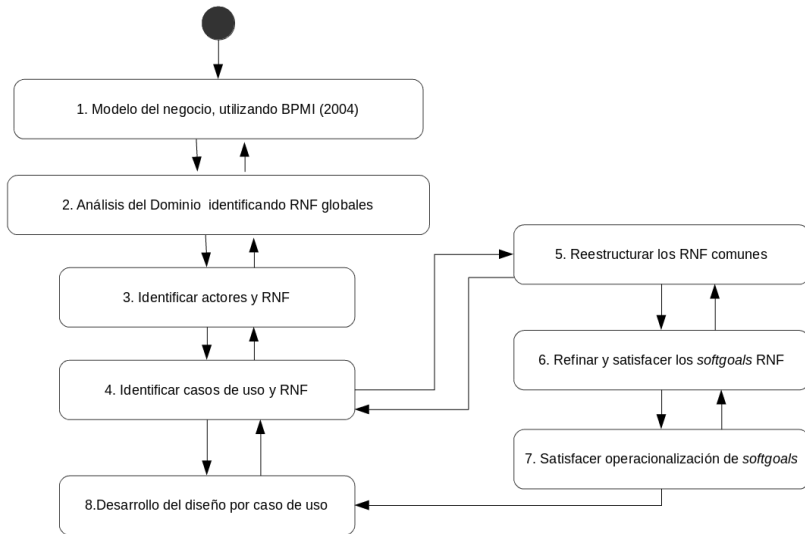 1. Modelo del negocio, utilizando BPMI (2004)
2. Análisis del Dominio identificando RNF globales
3. Identificar actores y RNF
4. Identificar casos de uso y RNF
5. Reestructurar los RNF comunes
6. Refinar y satisfacer los softgoals RNF
7. Satisfacer operacionalización de softgoals
8.Desarrollo del diseño por caso de uso